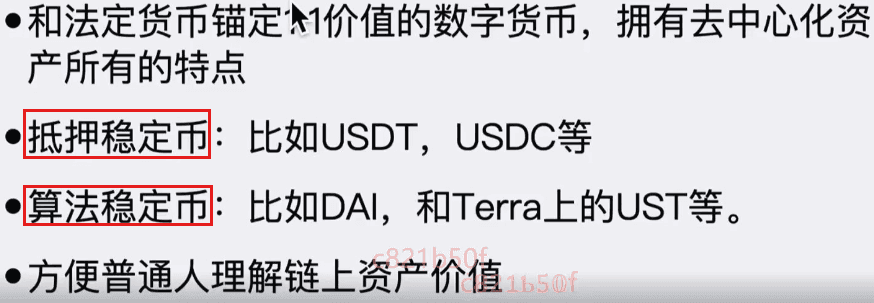 ●和法定货币锚定1:1价值的数字货币，拥有去中心化资
产所有的特点
●抵押稳定币：比如USDT，USDC等
●算法稳定币：比如DAI，和Terra上的UST等。
●方便普通人理解链上资产价值
c821b50f
c821b50f